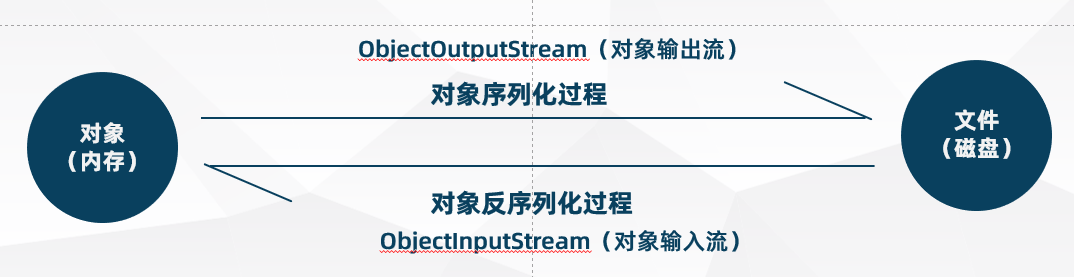 ObjectOutputStream（对象输出流）
对象序列化过程
对象
（内存）
文件
（磁盘）
对象反序列化过程
ObjectInputStream（对象输入流）